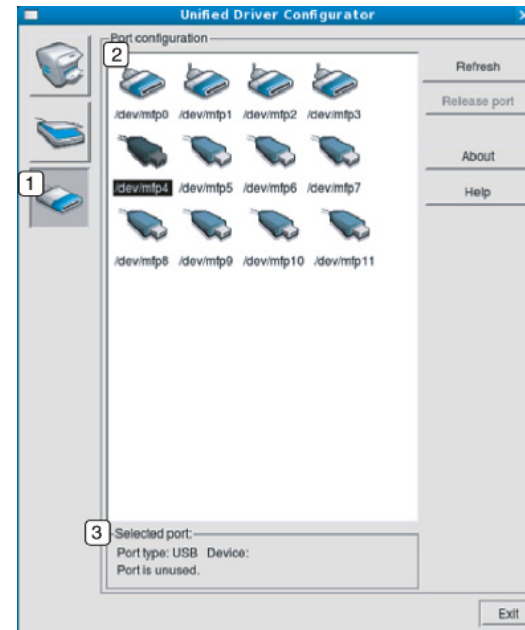 Unified Driver Configurator
Port configuration
2
Refresh
/dev/mfp0 /dev/mfp1 /dev/mfp2 /dev/mfp3
Release port
About
1
/dev/mfp4 /dev/mfp5 /dev/mfp6 /dev/mfp7
Help
/dev/mfp8 /dev/mfp9 /dev/mfp10 /dev/mfp11
3
Selected port:
Port type: USB Device:
Port is unused.
Exit